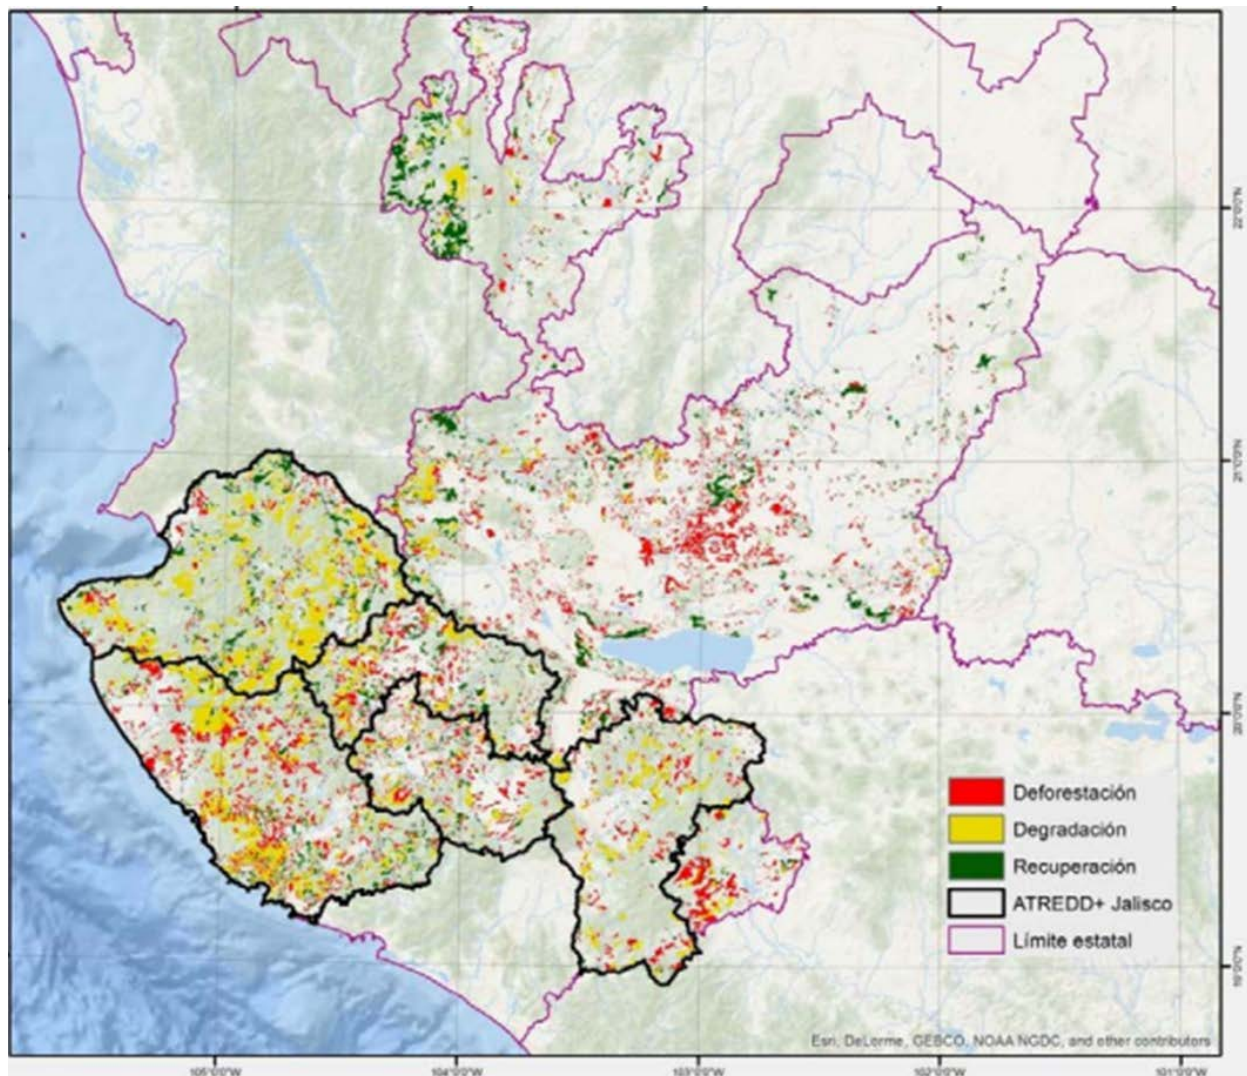 22°0'0"N
21°0'0"N
20°0'0"N
Deforestación
Degradación
Recuperación
ATREDD+ Jalisco
Límite estatal
19°0'0"N
Esri, DeLorme, GEBCO, NOAA NGDC, and other contributors
105°0'0"W
104°0'0"W
103°0'0"W
102°0'0"W
101°0'0"W